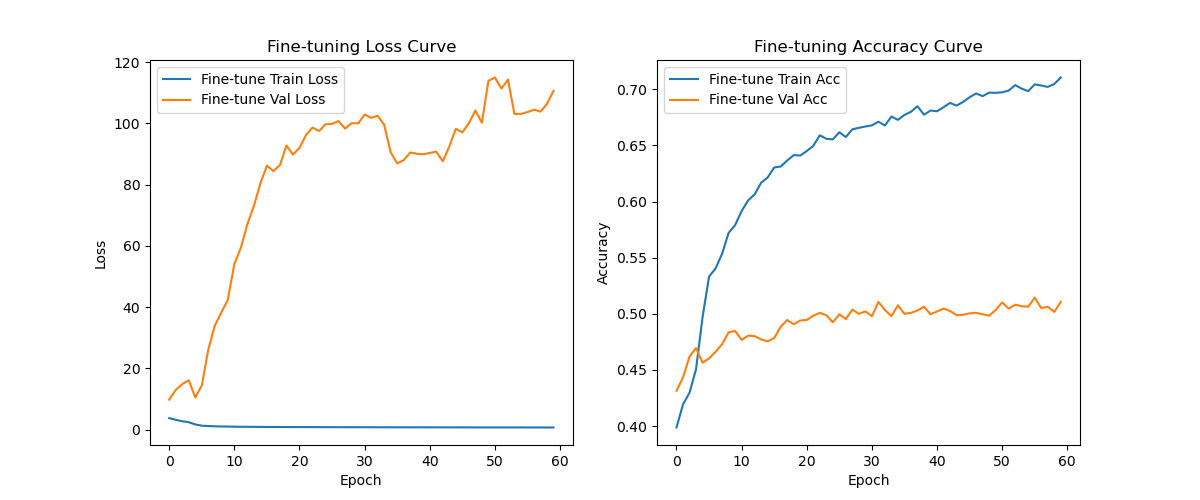 Fine-tuning Loss Curve
Fine-tune Train Loss
Fine-tune Val Loss
120
100
80
60
40
20
0
Loss
0 10 20 30 40 50 60
Epoch
Fine-tuning Accuracy Curve
Fine-tune Train Acc
Fine-tune Val Acc
0.70
0.65
0.60
0.55
0.50
0.45
0.40
Accuracy
0 10 20 30 40 50 60
Epoch